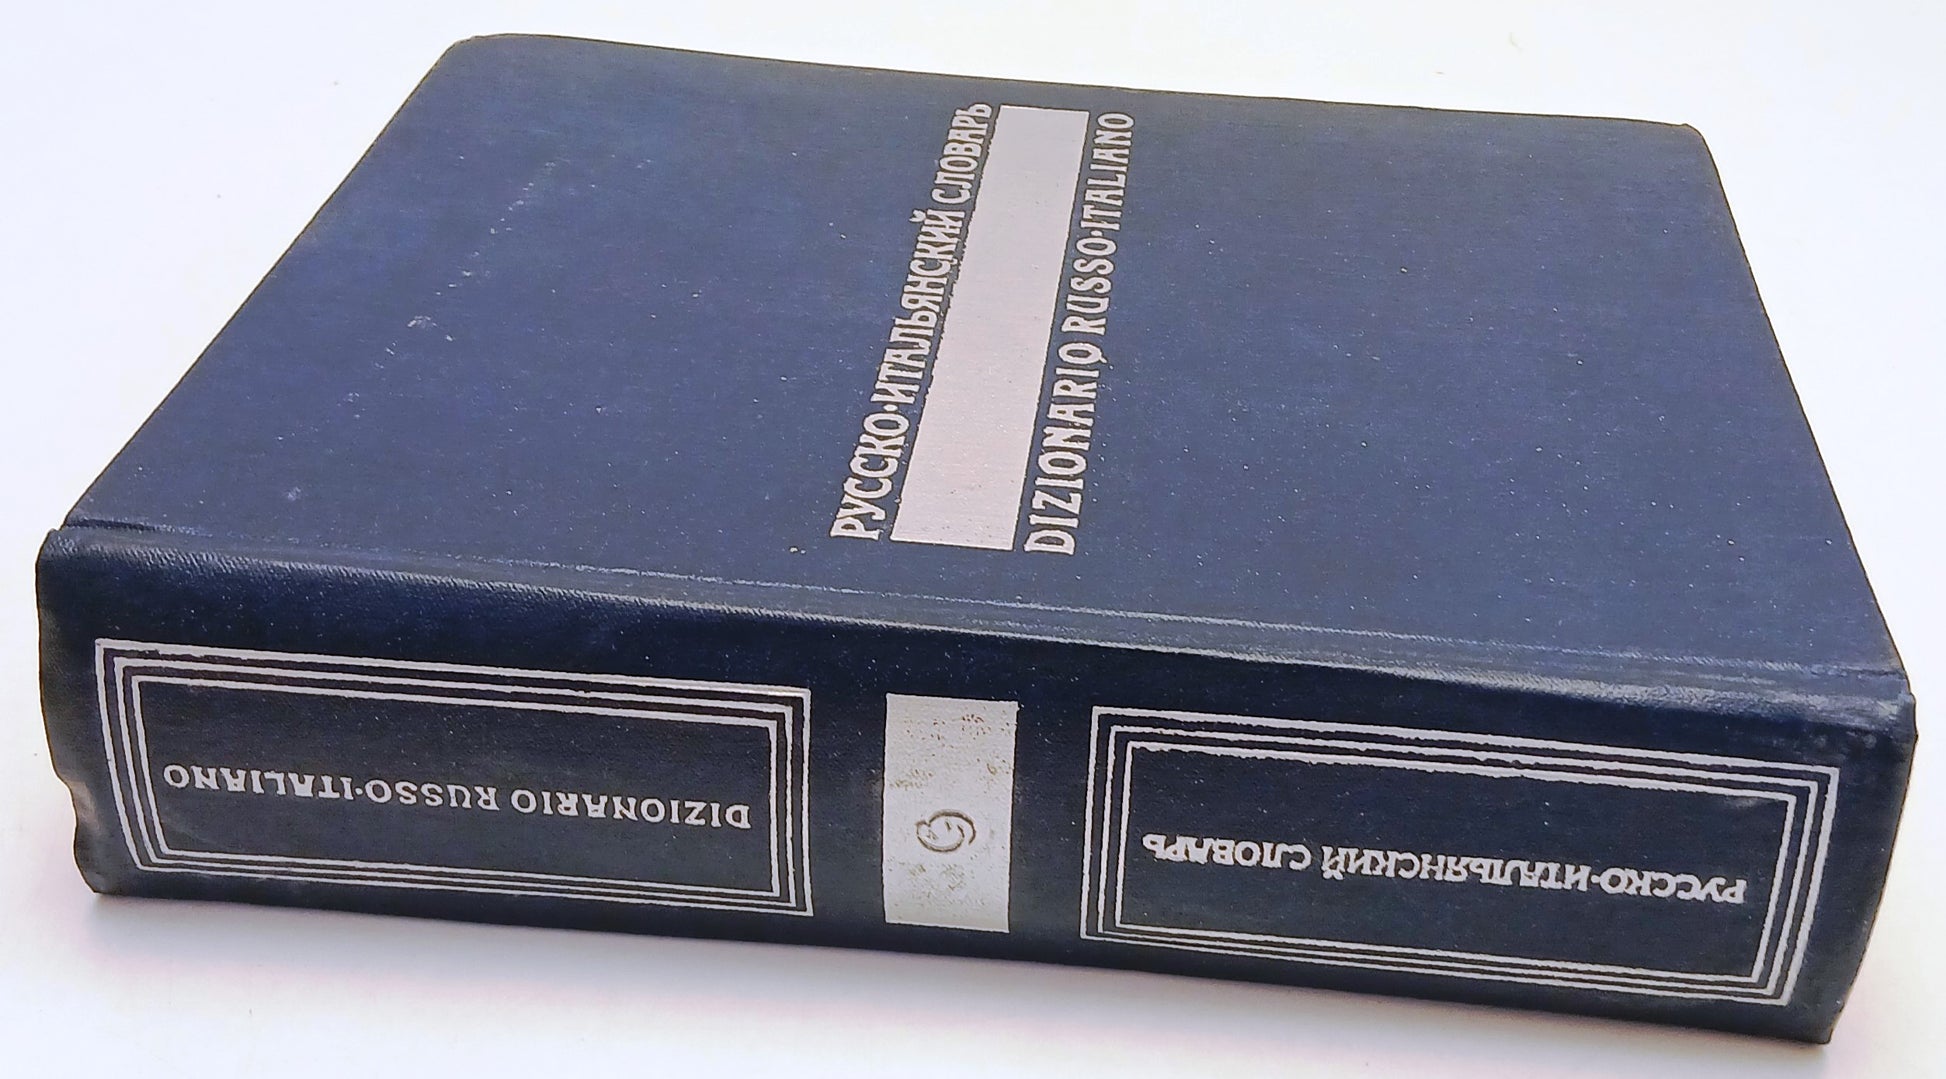 РУССКО·ИТАЛЬЯНСКИЙ СЛОВАРЬ
DIZIONARIO RUSSO·ITALIANO
РУССКО·ИТАЛЬЯНСКИЙ СЛОВАРЬ
DIZIONARIO RUSSO·ITALIANO